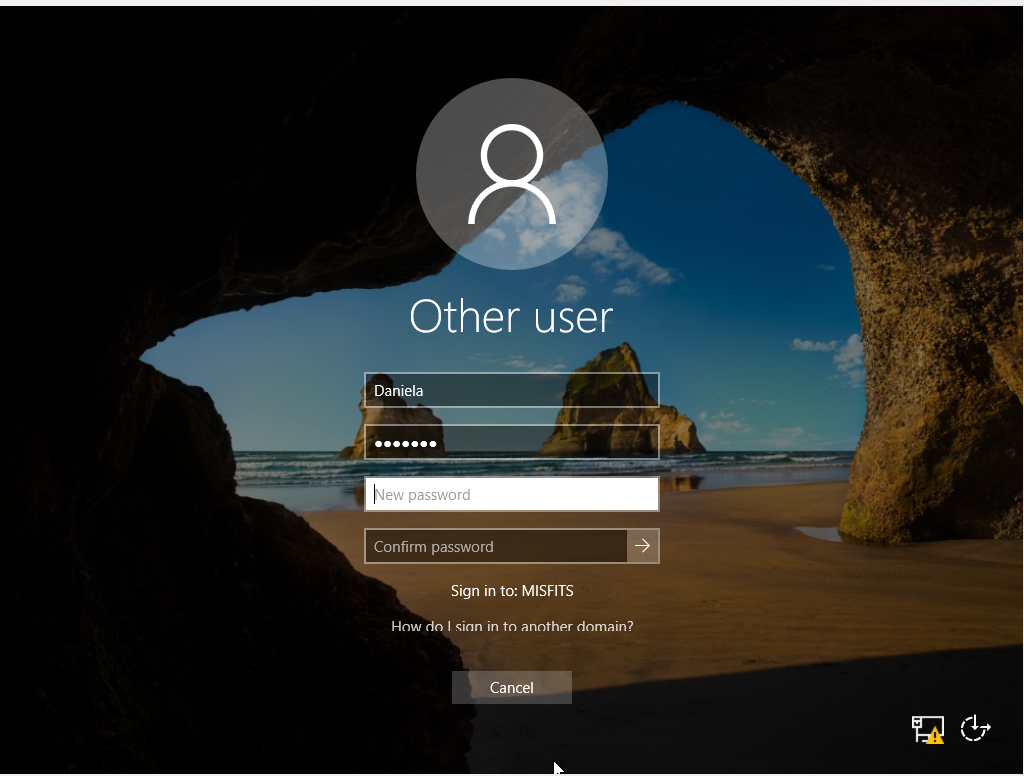 Other user
Daniela
New password
Confirm password
Sign in to: MISFITS
How do I sign in to another domain?
Cancel